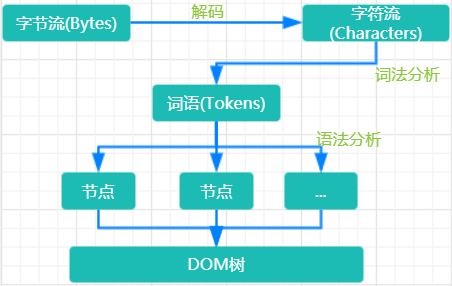 字节流(Bytes)
解码
字符流
(Characters)
词法分析
词语(Tokens)
语法分析
节点
节点
...
DOM树